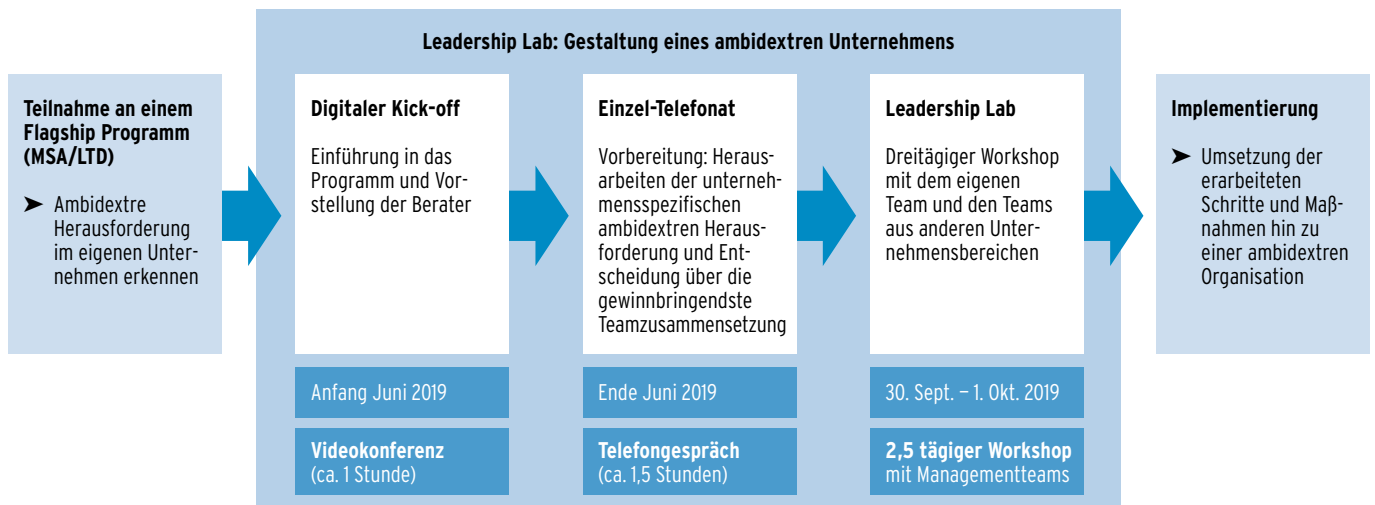 Leadership Lab: Gestaltung eines ambidextren Unternehmens
Teilnahme an einem
Flagship Programm
(MSA/LTD)
➤ Ambidextre
Herausforderung
im eigenen Unter-
nehmen erkennen
Digitaler Kick-off
Einführung in das
Programm und Vor-
stellung der Berater
Anfang Juni 2019
Videokonferenz
(ca. 1 Stunde)
Einzel-Telefonat
Vorbereitung: Heraus-
arbeiten der unterneh-
mensspezifischen
ambidextren Heraus-
forderung und Ent-
scheidung über die
gewinnbringendste
Teamzusammensetzung
Ende Juni 2019
Telefongespräch
(ca. 1,5 Stunden)
Leadership Lab
Dreitägiger Workshop
mit dem eigenen
Team und den Teams
aus anderen Unter-
nehmensbereichen
30. Sept. – 1. Okt. 2019
2,5 tägiger Workshop
mit Managementteams
Implementierung
➤ Umsetzung der
erarbeiteten
Schritte und Maß-
nahmen hin zu
einer ambidextren
Organisation